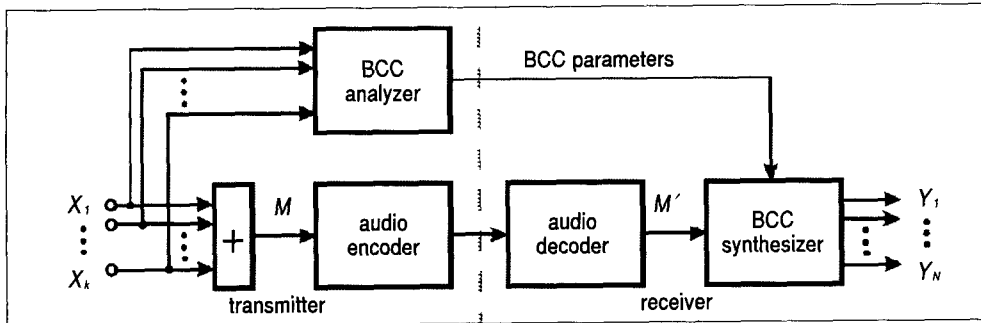 BCC
analyzer
BCC parameters
X1
Xk
+
M
audio
encoder
audio
decoder
M′
BCC
synthesizer
Y1
YN
transmitter
receiver